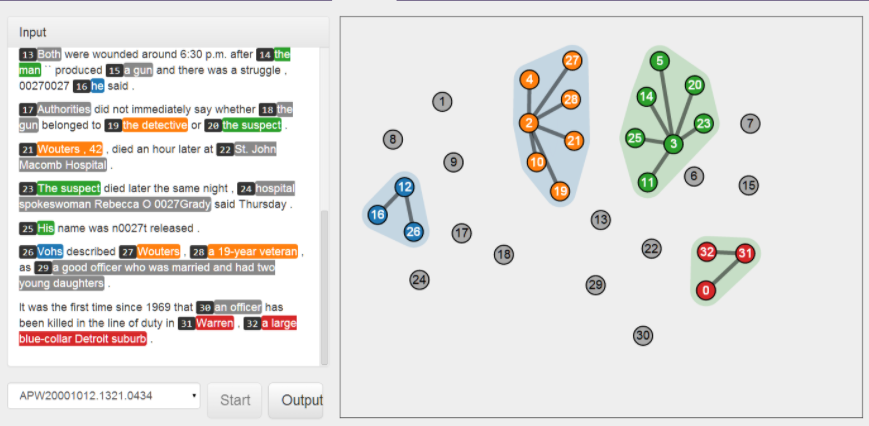 Input
13 Both were wounded around 6:30 p.m. after 14 the
man `` produced 15 a gun and there was a struggle ,
00270027 16 he said .
17 Authorities did not immediately say whether 18 the
gun belonged to 19 the detective or 20 the suspect .
21 Wouters , 42 , died an hour later at 22 St. John
Macomb Hospital .
23 The suspect died later the same night , 24 hospital
spokeswoman Rebecca O 0027Grady said Thursday .
25 His name was n0027t released .
26 Vohs described 27 Wouters , 28 a 19-year veteran ,
as 29 a good officer who was married and had two
young daughters .
It was the first time since 1969 that 30 an officer has
been killed in the line of duty in 31 Warren , 32 a large
blue-collar Detroit suburb .
APW20001012.1321.0434
Start
Output
27
5
4
20
1
28
14
2
23
7
8
21
25
3
9
10
6
12
11
15
19
16
13
26
17
22
18
32
31
24
29
0
30